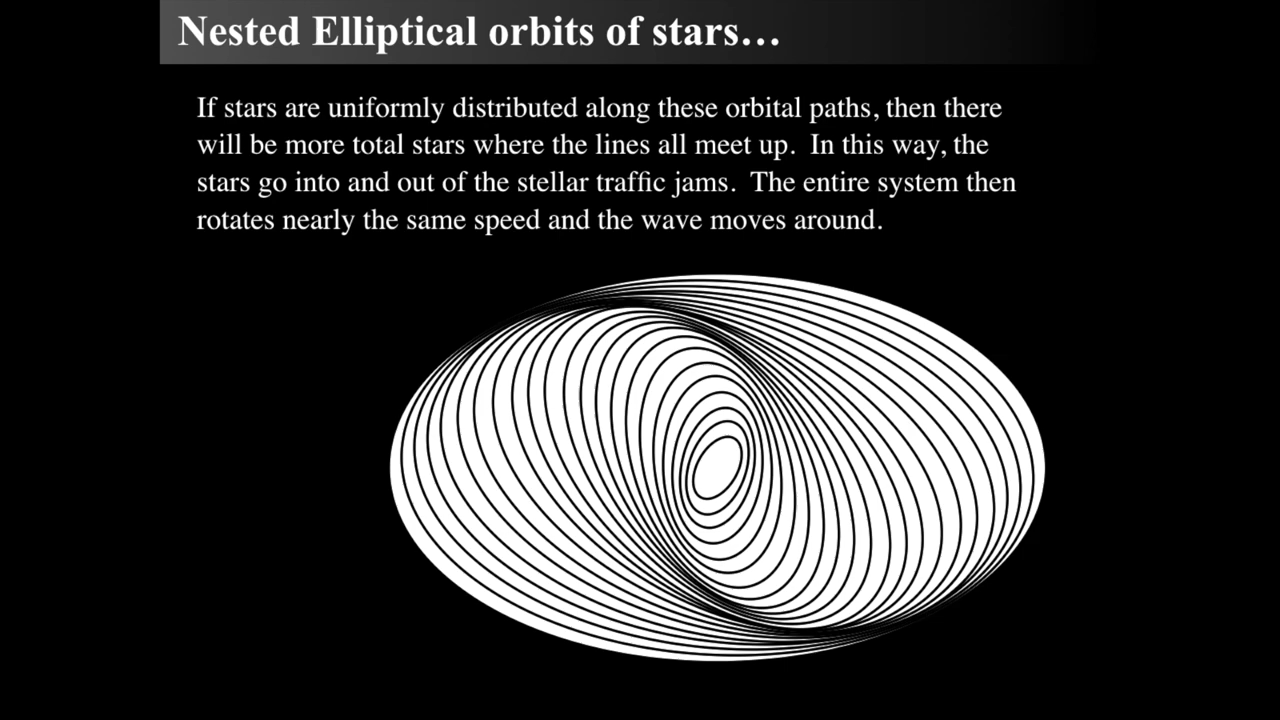 Nested Elliptical orbits of stars…
If stars are uniformly distributed along these orbital paths, then there
will be more total stars where the lines all meet up. In this way, the
stars go into and out of the stellar traffic jams. The entire system then
rotates nearly the same speed and the wave moves around.